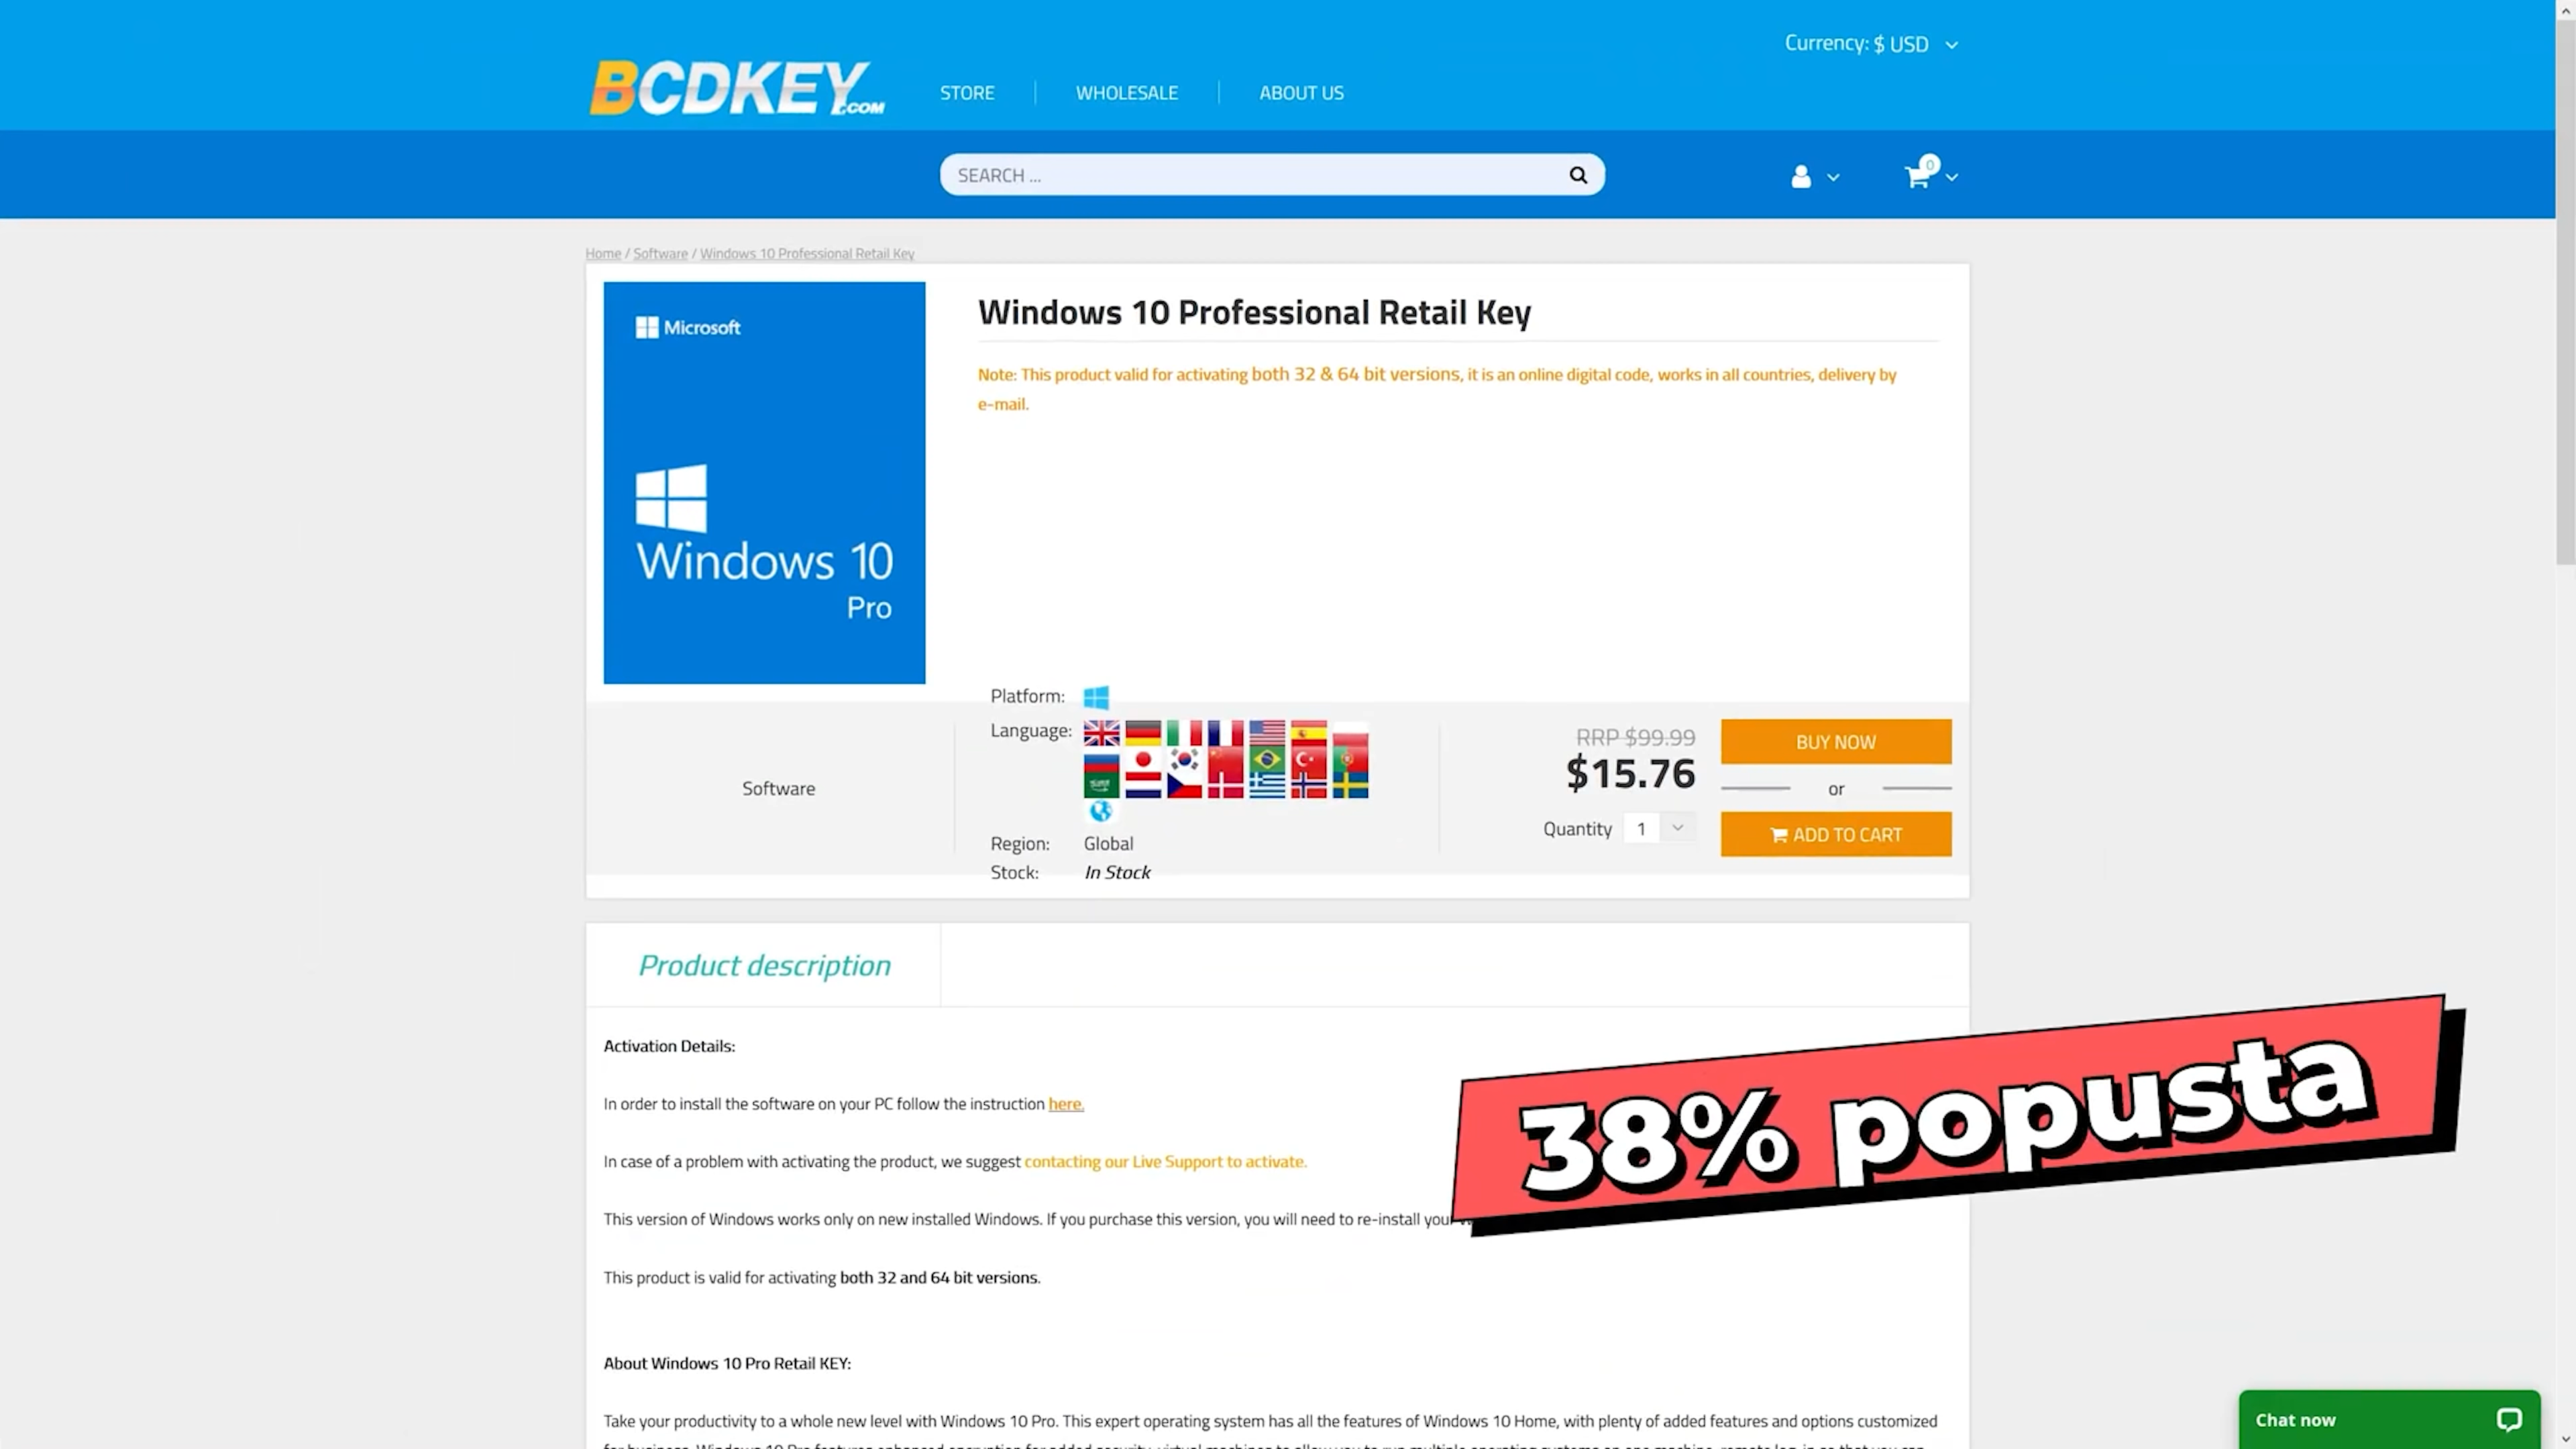 Currency: $ USD
BCDKEY.COM
STORE
WHOLESALE
ABOUT US
SEARCH ...
0
Home / Software / Windows 10 Professional Retail Key
Microsoft
Windows 10
Pro
Windows 10 Professional Retail Key
Note: This product valid for activating both 32 & 64 bit versions, it is an online digital code, works in all countries, delivery by
e-mail.
Software
Platform:
Language:
Region: Global
Stock: In Stock
RRP $99.99
$15.76
Quantity 1
BUY NOW
or
ADD TO CART
Product description
Activation Details:
In order to install the software on your PC follow the instruction here.
In case of a problem with activating the product, we suggest contacting our Live Support to activate.
This version of Windows works only on new installed Windows. If you purchase this version, you will need to re-install your
This product is valid for activating both 32 and 64 bit versions.
38% popusta
About Windows 10 Pro Retail KEY:
Take your productivity to a whole new level with Windows 10 Pro. This expert operating system has all the features of Windows 10 Home, with plenty of added features and options customized
Chat now